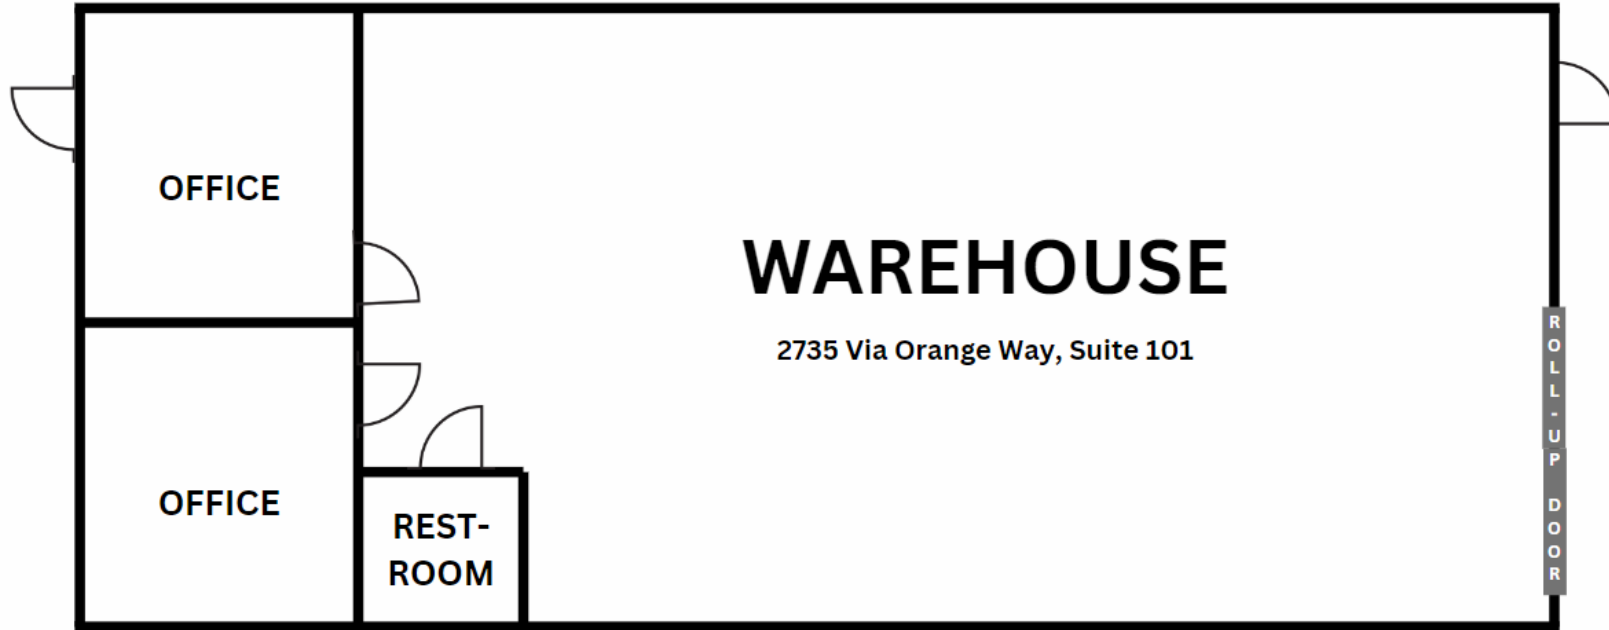 OFFICE
WAREHOUSE
2735 Via Orange Way, Suite 101
ROLL-UP DOOR
OFFICE
REST-
ROOM